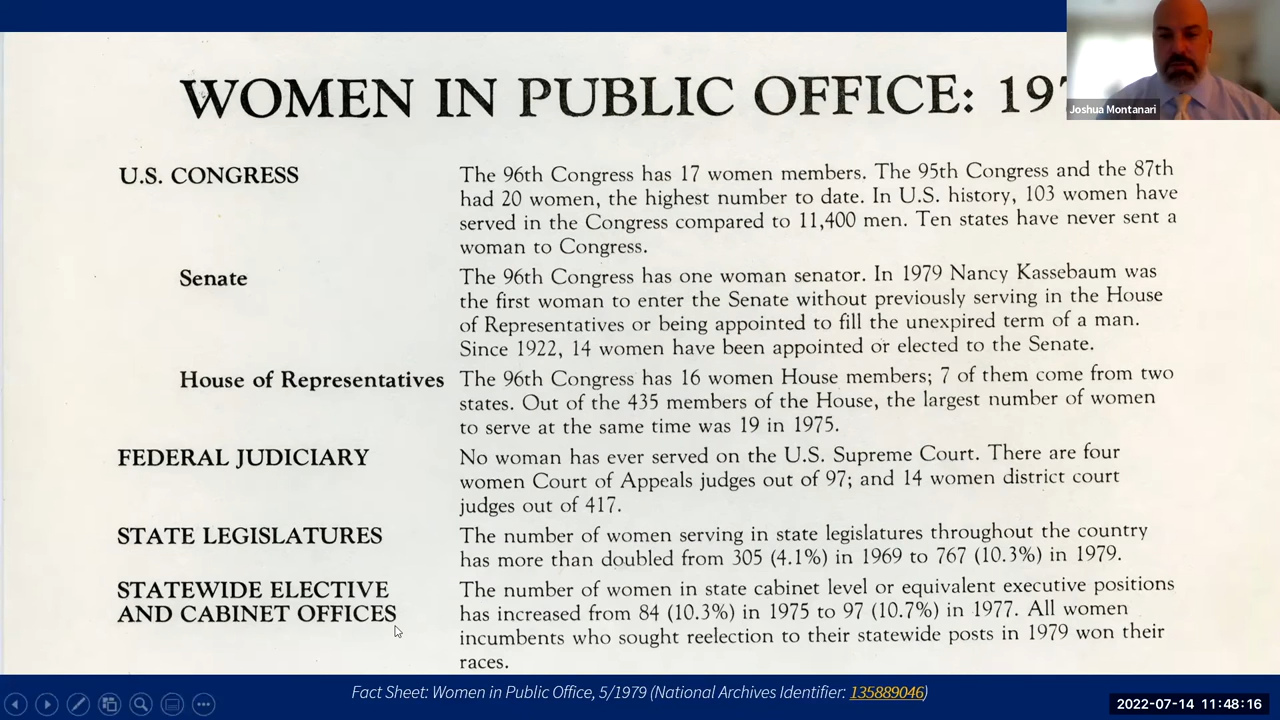 WOMEN IN PUBLIC OFFICE: 197
Joshua Montanari
U.S. CONGRESS
The 96th Congress has 17 women members. The 95th Congress and the 87th
had 20 women, the highest number to date. In U.S. history, 103 women have
served in the Congress compared to 11,400 men. Ten states have never sent a
woman to Congress.
Senate
The 96th Congress has one woman senator. In 1979 Nancy Kassebaum was
the first woman to enter the Senate without previously serving in the House
of Representatives or being appointed to fill the unexpired term of a man.
Since 1922, 14 women have been appointed or elected to the Senate.
House of Representatives
The 96th Congress has 16 women House members; 7 of them come from two
states. Out of the 435 members of the House, the largest number of women
to serve at the same time was 19 in 1975.
FEDERAL JUDICIARY
No woman has ever served on the U.S. Supreme Court. There are four
women Court of Appeals judges out of 97; and 14 women district court
judges out of 417.
STATE LEGISLATURES
The number of women serving in state legislatures throughout the country
has more than doubled from 305 (4.1%) in 1969 to 767 (10.3%) in 1979.
STATEWIDE ELECTIVE
AND CABINET OFFICES
The number of women in state cabinet level or equivalent executive positions
has increased from 84 (10.3%) in 1975 to 97 (10.7%) in 1977. All women
incumbents who sought reelection to their statewide posts in 1979 won their
races.
Fact Sheet: Women in Public Office, 5/1979 (National Archives Identifier: 135889046)
2022-07-14 11:48:16